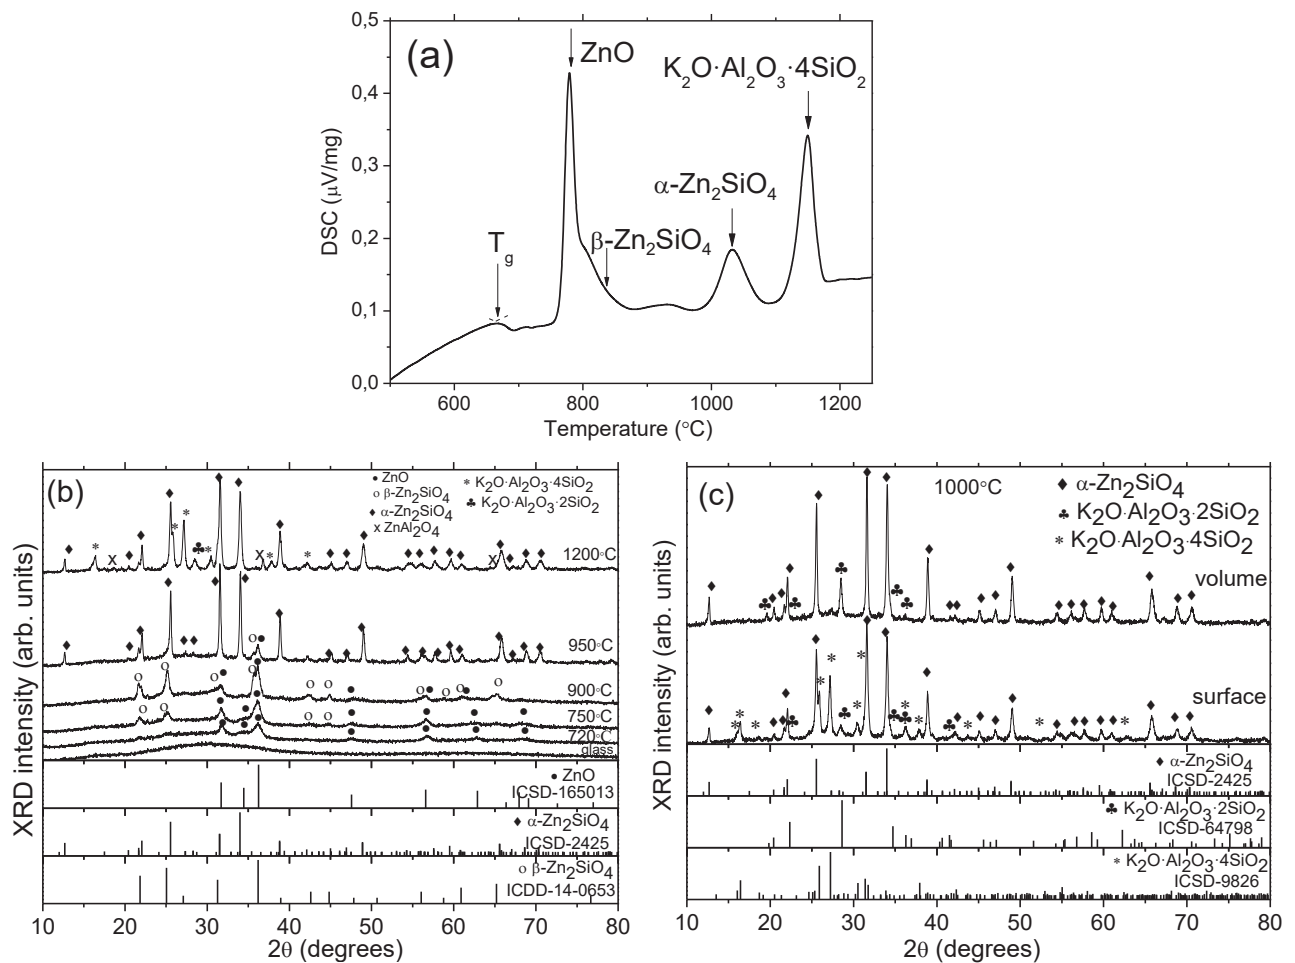 0,5
0,4
0,3
0,2
0,1
0,0
DSC (μV/mg)
(a)
ZnO
K₂O·Al₂O₃·4SiO₂
α-Zn₂SiO₄
β-Zn₂SiO₄
T_g
600 800 1000 1200
Temperature (°C)
XRD intensity (arb. units)
(b)
• ZnO
o β-Zn₂SiO₄
♦ α-Zn₂SiO₄
x ZnAl₂O₄
* K₂O·Al₂O₃·4SiO₂
♣ K₂O·Al₂O₃·2SiO₂
1200°C
950°C
900°C
750°C
720°C
glass
• ZnO
ICSD-165013
♦ α-Zn₂SiO₄
ICSD-2425
o β-Zn₂SiO₄
ICDD-14-0653
10 20 30 40 50 60 70 80
2θ (degrees)
XRD intensity (arb. units)
(c)
1000°C
♦ α-Zn₂SiO₄
♣ K₂O·Al₂O₃·2SiO₂
* K₂O·Al₂O₃·4SiO₂
volume
surface
♦ α-Zn₂SiO₄
ICSD-2425
♣ K₂O·Al₂O₃·2SiO₂
ICSD-64798
* K₂O·Al₂O₃·4SiO₂
ICSD-9826
10 20 30 40 50 60 70 80
2θ (degrees)